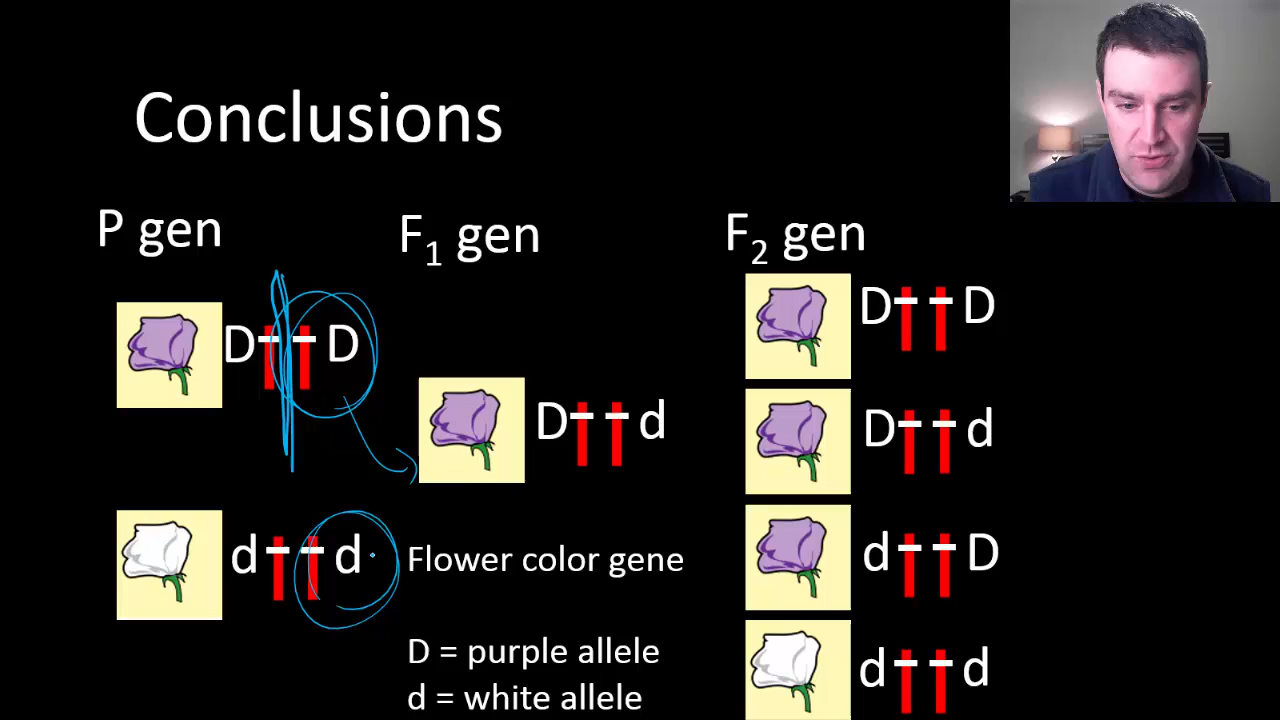 Conclusions
P gen
F₁ gen
F₂ gen
D D
d d
D d
Flower color gene
D = purple allele
d = white allele
D D
D d
d D
d d